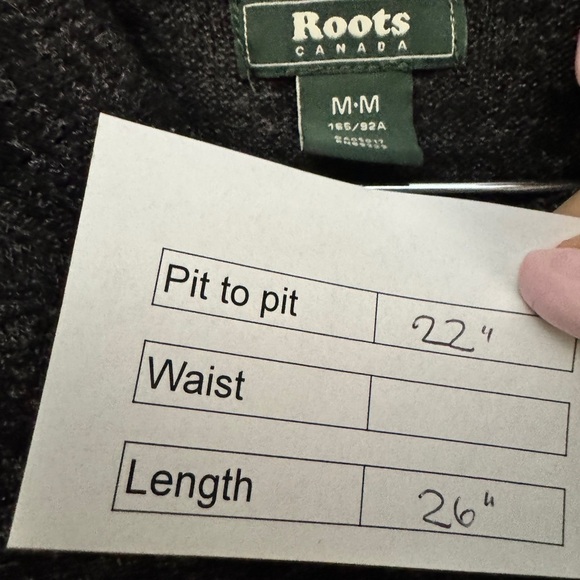 Roots
CANADA
M•M
165/92A
Pit to pit 22"
Waist
Length 26"